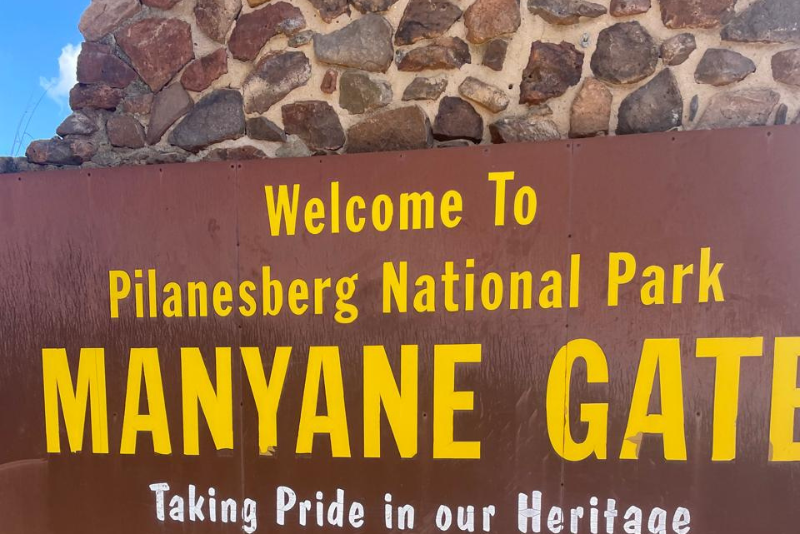 Welcome To
Pilanesberg National Park
MANYANE GATE
Taking Pride in our Heritage